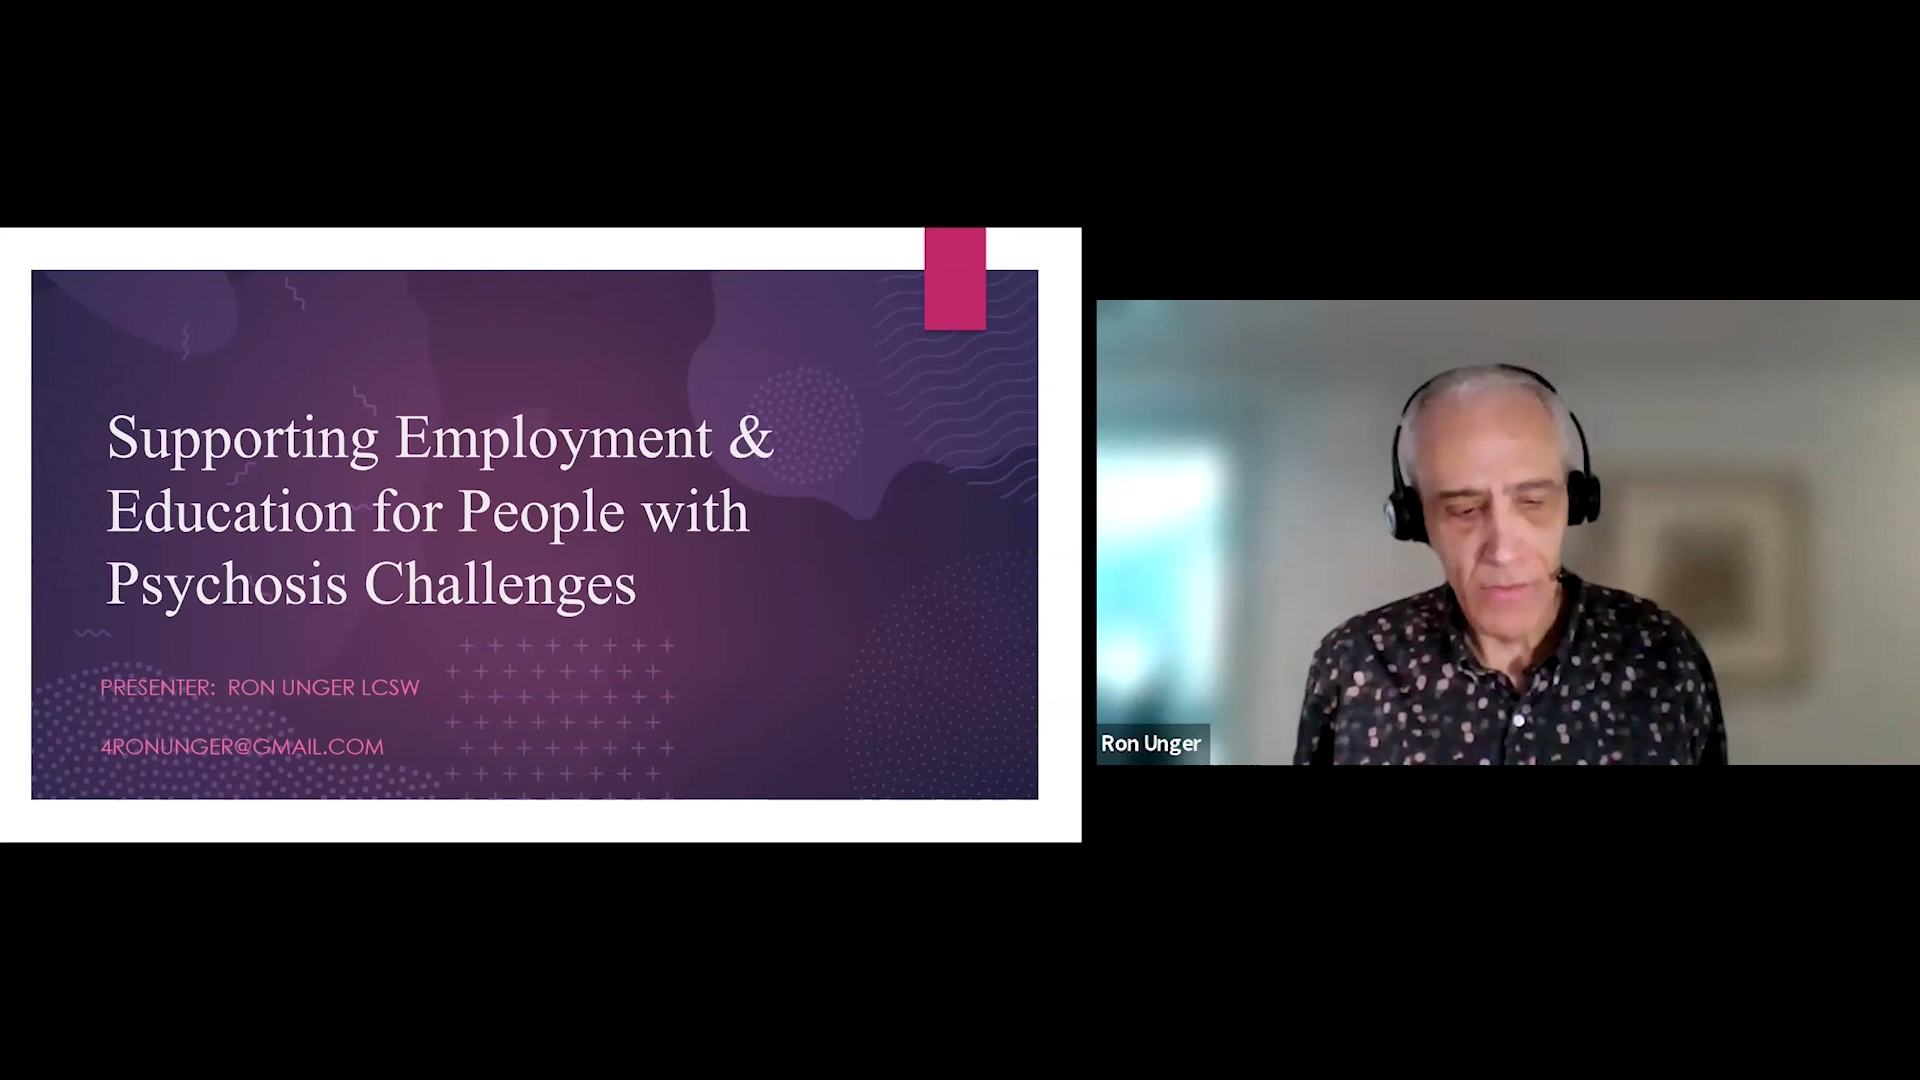 Supporting Employment &
Education for People with
Psychosis Challenges
PRESENTER: RON UNGER LCSW
4RONUNGER@GMAIL.COM
Ron Unger